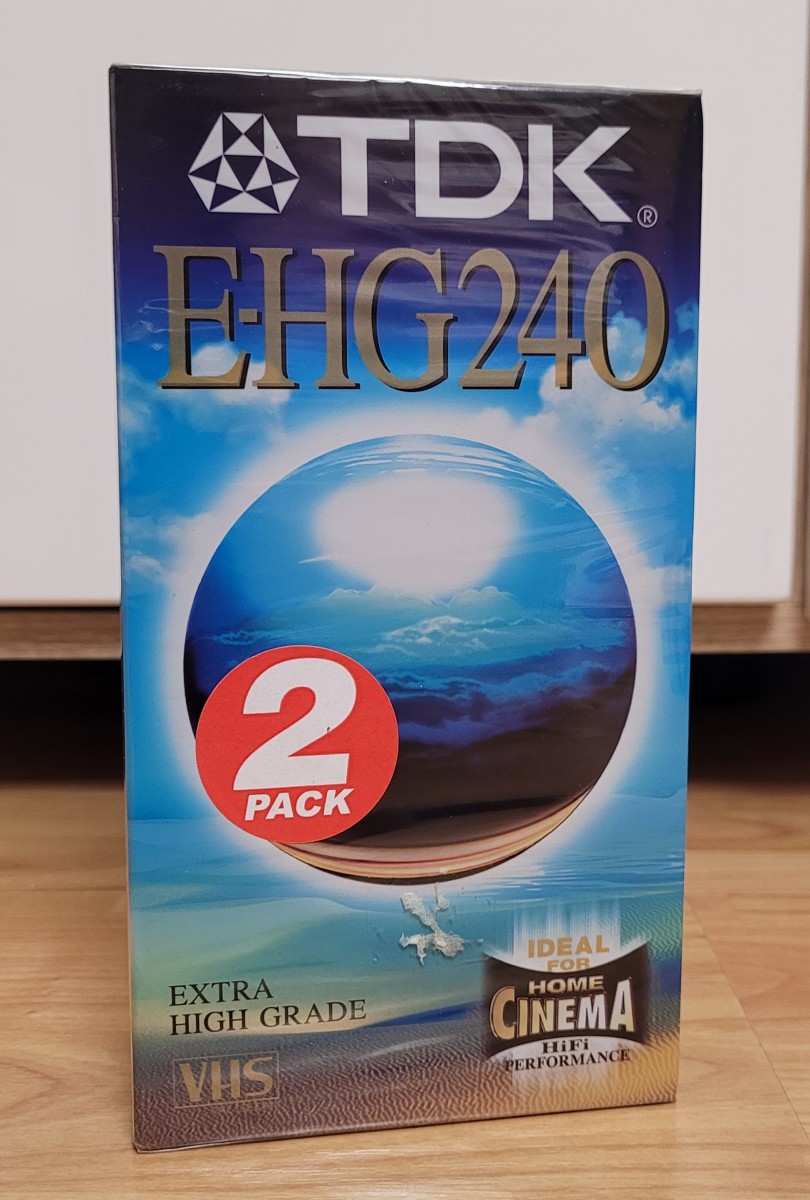 TDK®
E-HG240
2
PACK
EXTRA
HIGH GRADE
VHS
IDEAL
FOR
HOME
CINEMA
HiFi
PERFORMANCE